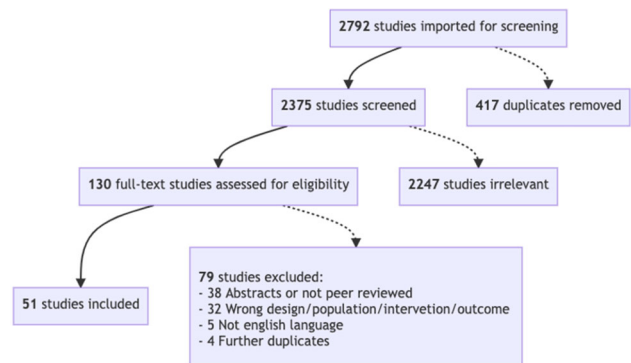 2792 studies imported for screening
2375 studies screened
417 duplicates removed
130 full-text studies assessed for eligibility
2247 studies irrelevant
51 studies included
79 studies excluded:
- 38 Abstracts or not peer reviewed
- 32 Wrong design/population/intervetion/outcome
- 5 Not english language
- 4 Further duplicates